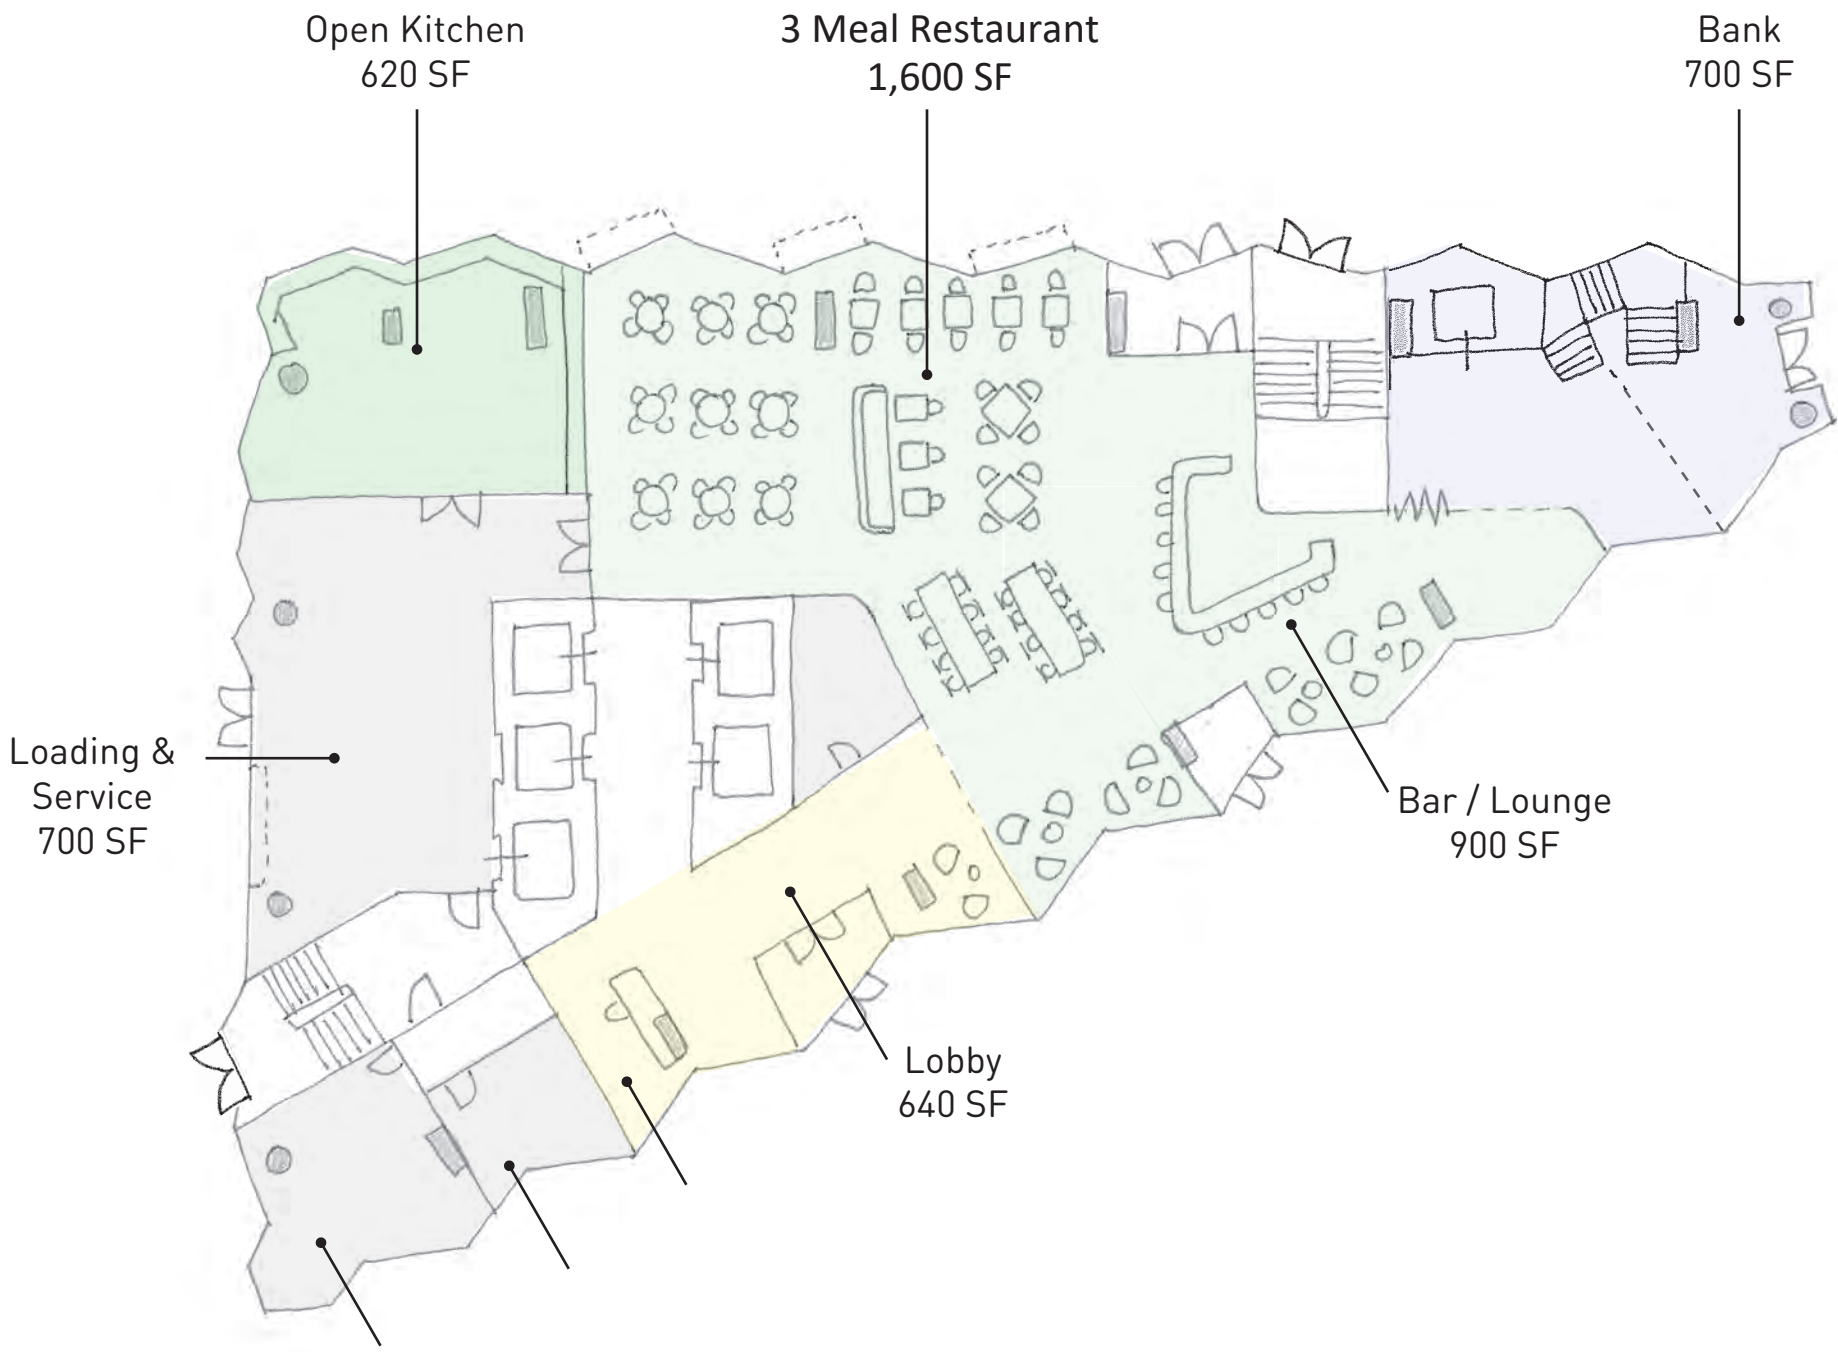 Open Kitchen
620 SF
3 Meal Restaurant
1,600 SF
Bank
700 SF
Loading &
Service
700 SF
Bar / Lounge
900 SF
Lobby
640 SF